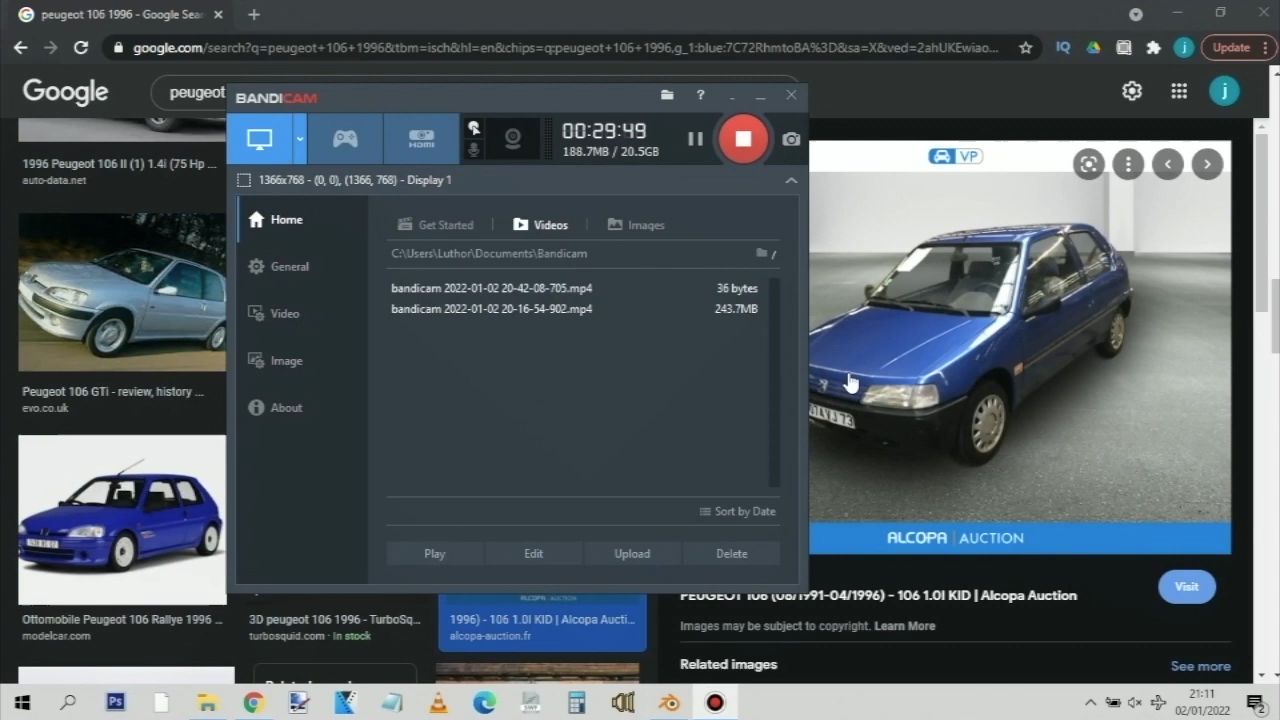 peugeot 106 1996 - Google Sear
google.com/search?q=peugeot+106+1996&tbm=isch&hl=en&chips=q:peugeot+106+1996,g_1:blue:7C72RhmtoBA%3D&sa=X&ved=2ahUKEwiao...
IQ
j
Update
Google
peugeot
j
BANDICAM
?
HDMI
00:29:49
188.7MB / 20.5GB
1366x768 - (0, 0), (1366, 768) - Display 1
Home
General
Video
Image
About
Get Started
Videos
Images
C:\Users\Luthor\Documents\Bandicam
bandicam 2022-01-02 20-42-08-705.mp4 36 bytes
bandicam 2022-01-02 20-16-54-902.mp4 243.7MB
Sort by Date
Play
Edit
Upload
Delete
1996 Peugeot 106 II (1) 1.4i (75 Hp ...
auto-data.net
Peugeot 106 GTi - review, history ...
evo.co.uk
Ottomobile Peugeot 106 Rallye 1996 ...
modelcar.com
3D peugeot 106 1996 - TurboSq...
turbosquid.com · In stock
1996) - 106 1.0I KID | Alcopa Aucti...
alcopa-auction.fr
VP
ALCOPA | AUCTION
PEUGEOT 106 (08/1991-04/1996) - 106 1.0I KID | Alcopa Auction
Visit
Images may be subject to copyright. Learn More
Related images
See more
Ps
21:11
02/01/2022
2